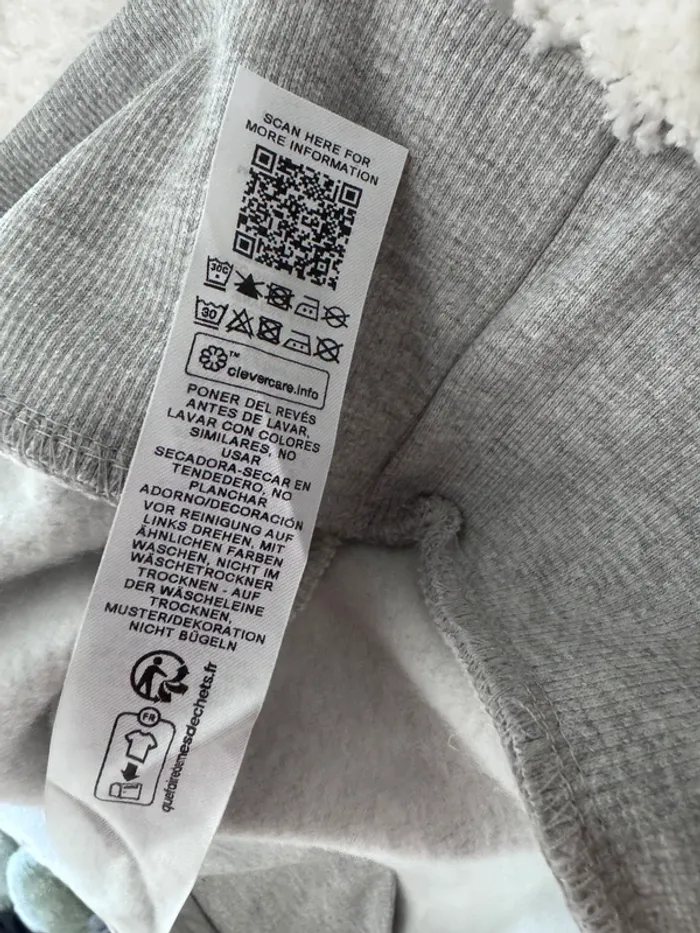 SCAN HERE FOR
MORE INFORMATION
30C
30
™
clevercare.info
PONER DEL REVÉS
ANTES DE LAVAR,
LAVAR CON COLORES
SIMILARES, NO
USAR
SECADORA-SECAR EN
TENDEDERO, NO
PLANCHAR
ADORNO/DECORACIÓN
VOR REINIGUNG AUF
LINKS DREHEN, MIT
ÄHNLICHEN FARBEN
WASCHEN, NICHT IM
WÄSCHETROCKNER
TROCKNEN - AUF
DER WÄSCHELEINE
TROCKNEN,
MUSTER/DEKORATION
NICHT BÜGELN
FR
quefairedemesdechets.fr